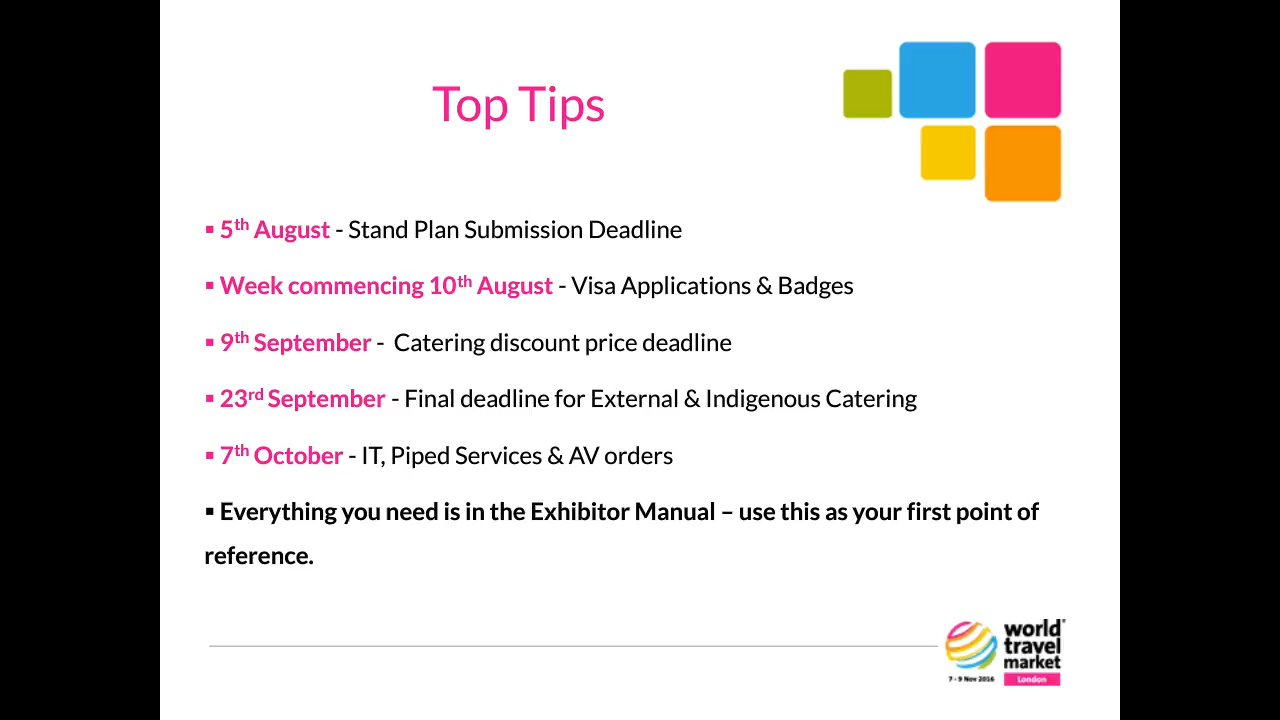 Top Tips
▪ 5th August - Stand Plan Submission Deadline
▪ Week commencing 10th August - Visa Applications & Badges
▪ 9th September - Catering discount price deadline
▪ 23rd September - Final deadline for External & Indigenous Catering
▪ 7th October - IT, Piped Services & AV orders
▪ Everything you need is in the Exhibitor Manual – use this as your first point of
reference.
world
travel
market
7 - 9 Nov 2016
London